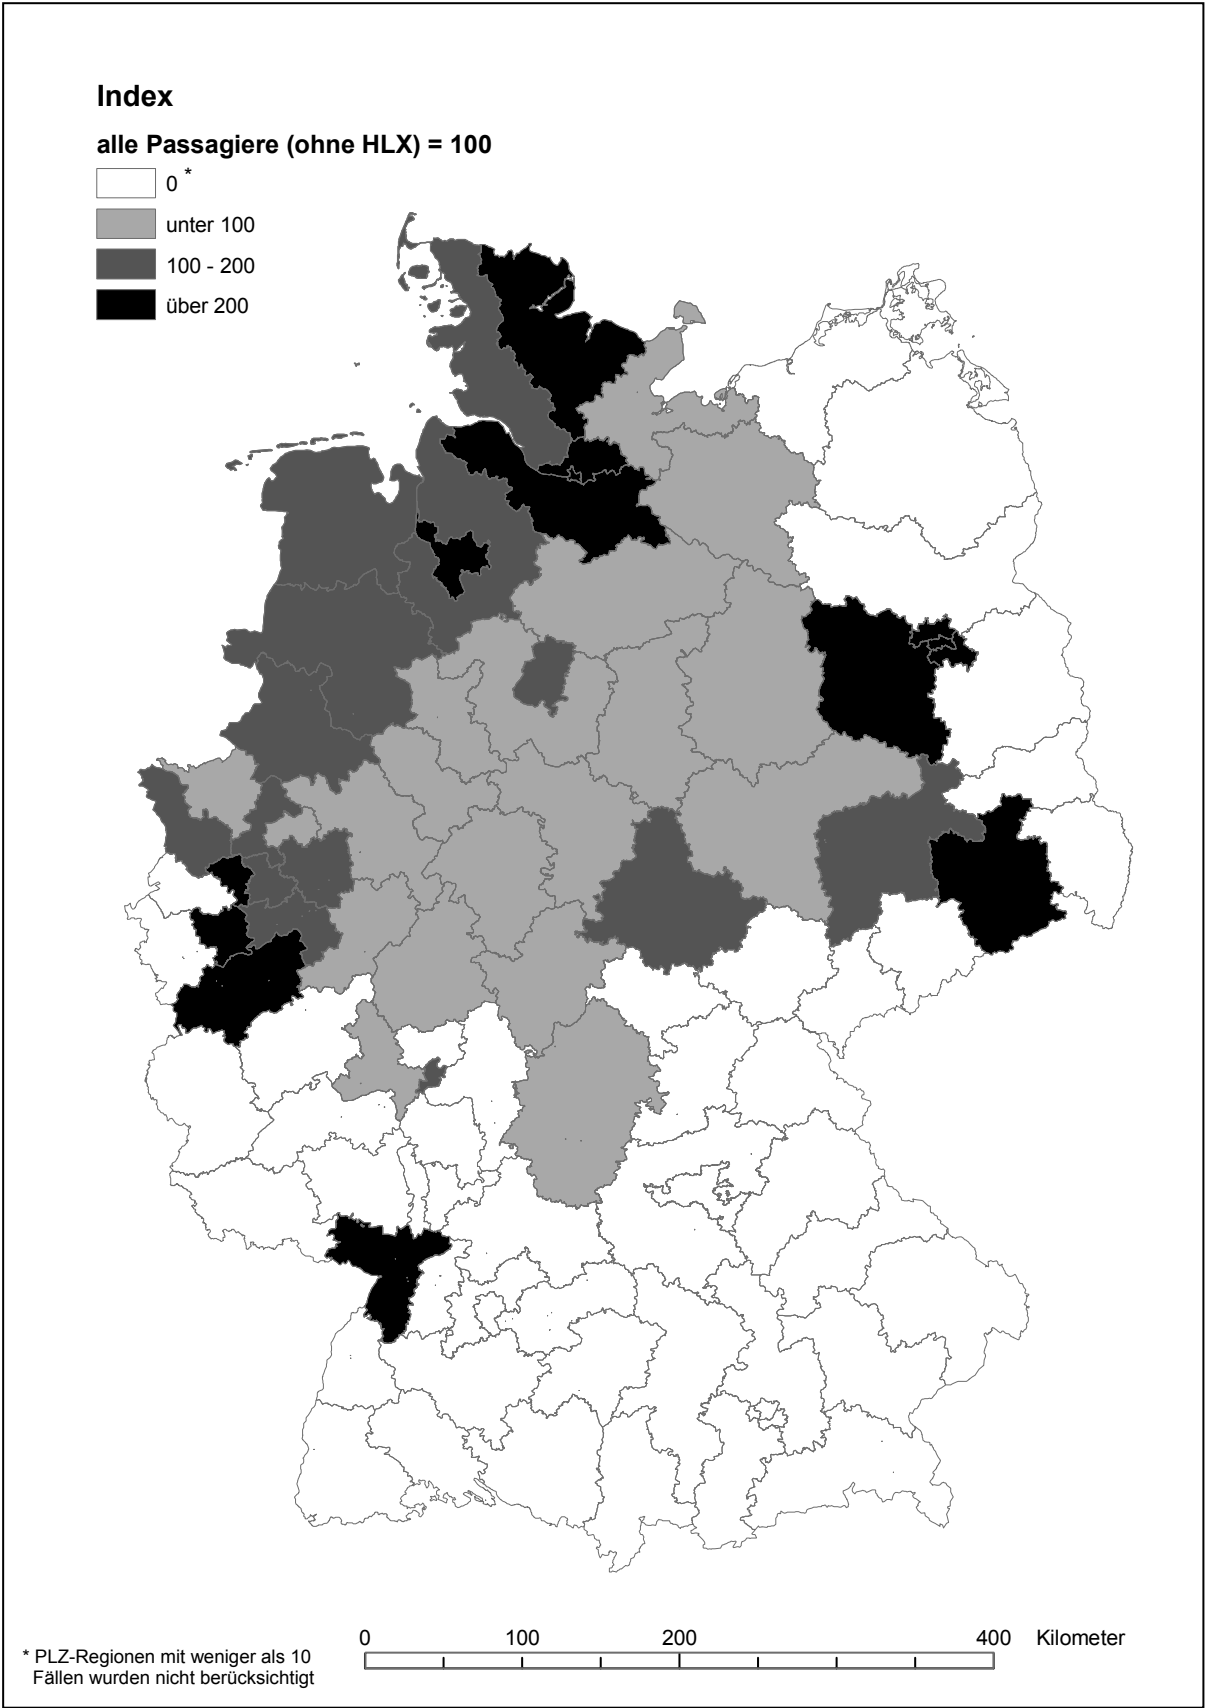 Index
alle Passagiere (ohne HLX) = 100
0 *
unter 100
100 - 200
über 200
0 100 200 400 Kilometer
* PLZ-Regionen mit weniger als 10
Fällen wurden nicht berücksichtigt